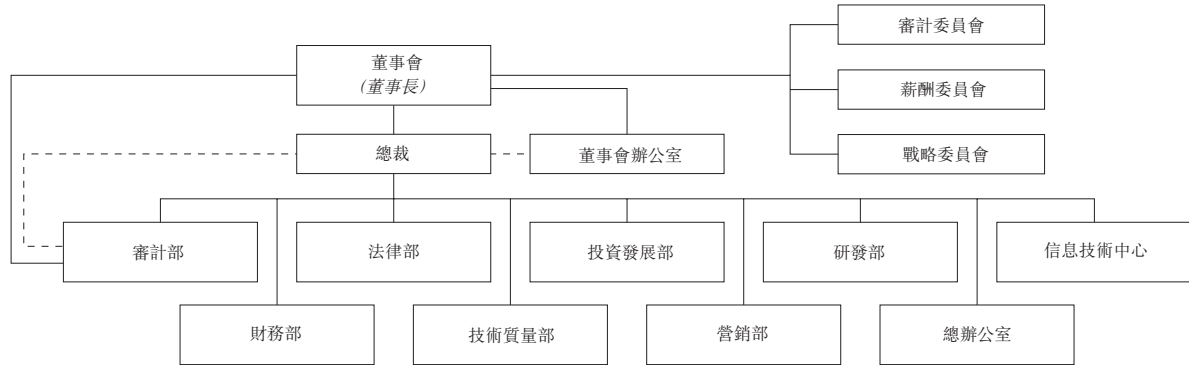 審計委員會
董事會
(董事長)
薪酬委員會
總裁
董事會辦公室
戰略委員會
審計部
法律部
投資發展部
研發部
信息技術中心
財務部
技術質量部
營銷部
總辦公室